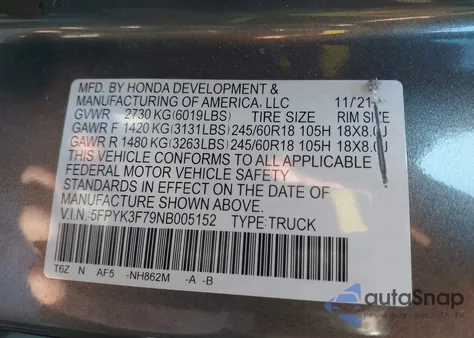 MFD. BY HONDA DEVELOPMENT &
MANUFACTURING OF AMERICA, LLC 11/'21
GVWR 2730 KG(6019LBS) TIRE SIZE RIM SIZE
GAWR F 1420 KG(3131LBS) 245/60R18 105H 18X8.0J
GAWR R 1480 KG(3263LBS) 245/60R18 105H 18X8.0J
THIS VEHICLE CONFORMS TO ALL APPLICABLE
FEDERAL MOTOR VEHICLE SAFETY
STANDARDS IN EFFECT ON THE DATE OF
MANUFACTURE SHOWN ABOVE.
V.I.N.-5FPYK3F79NB005152 TYPE:TRUCK
T6Z N AF5 -NH862M -A -B
autoSnap